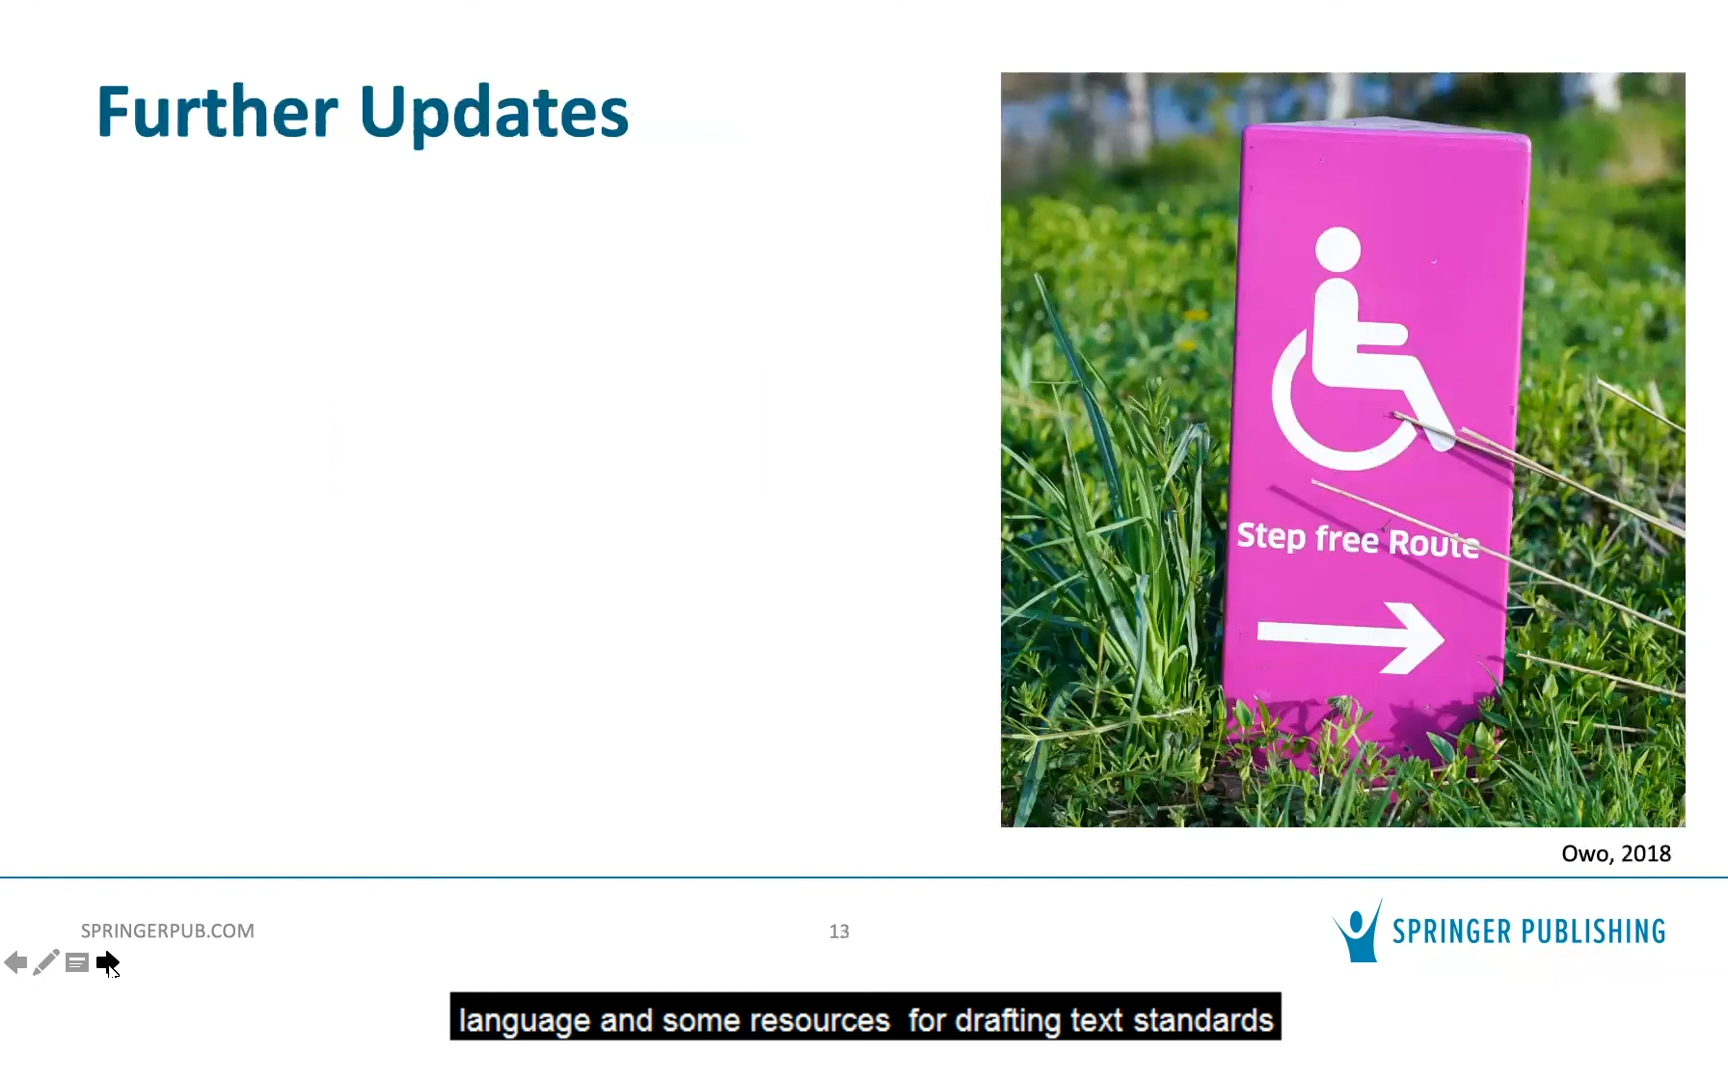 Further Updates
Step free Route
Owo, 2018
SPRINGERPUB.COM
13
SPRINGER PUBLISHING
language and some resources  for drafting text standards